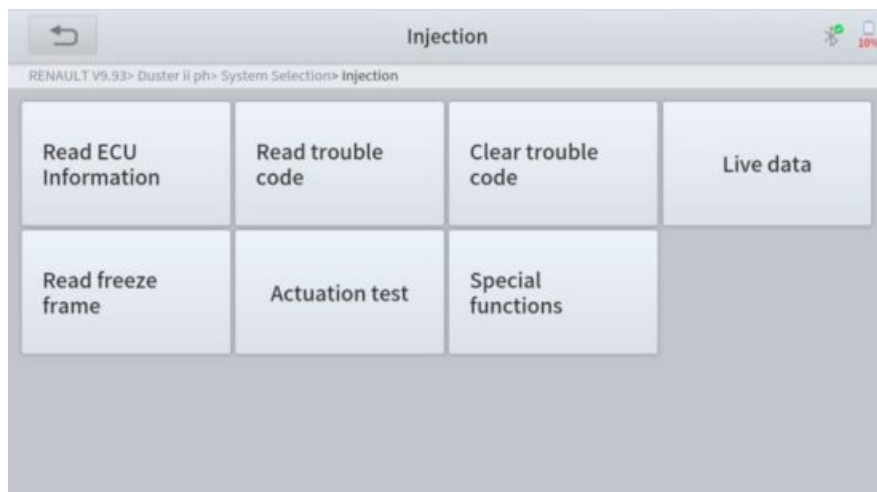 Injection
10%
RENAULT V9.93> Duster ii ph> System Selection> Injection
Read ECU
Information
Read trouble
code
Clear trouble
code
Live data
Read freeze
frame
Actuation test
Special
functions